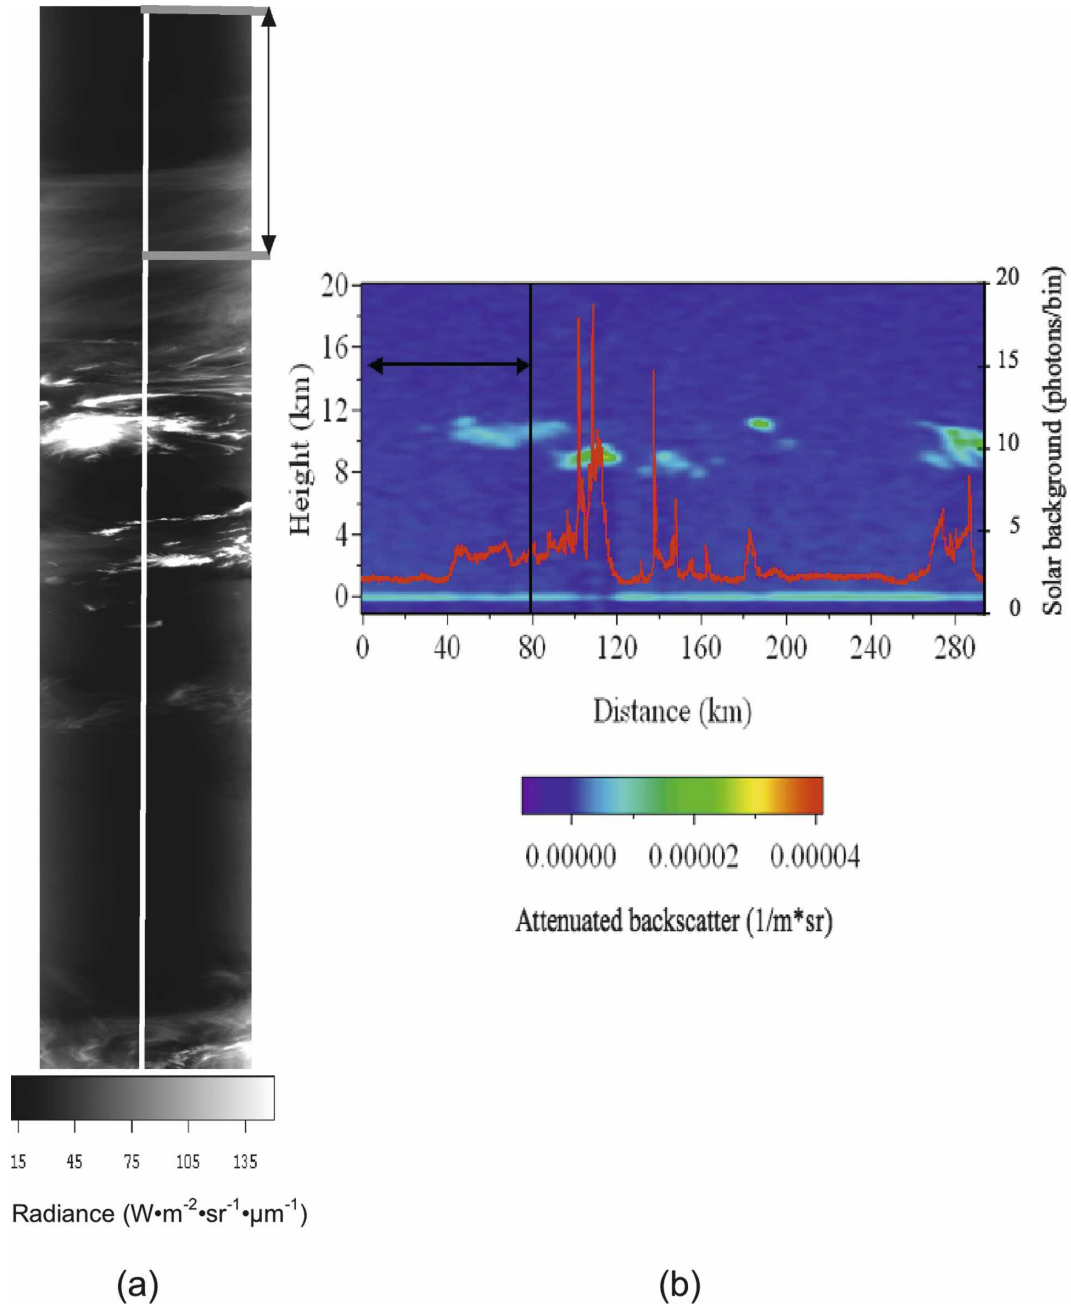 20
16
12
8
4
0
Height (km)
20
15
10
5
0
Solar background (photons/bin)
0 40 80 120 160 200 240 280
Distance (km)
0.00000 0.00002 0.00004
Attenuated backscatter (1/m*sr)
15 45 75 105 135
Radiance (W•m⁻²•sr⁻¹•µm⁻¹)
(a) (b)